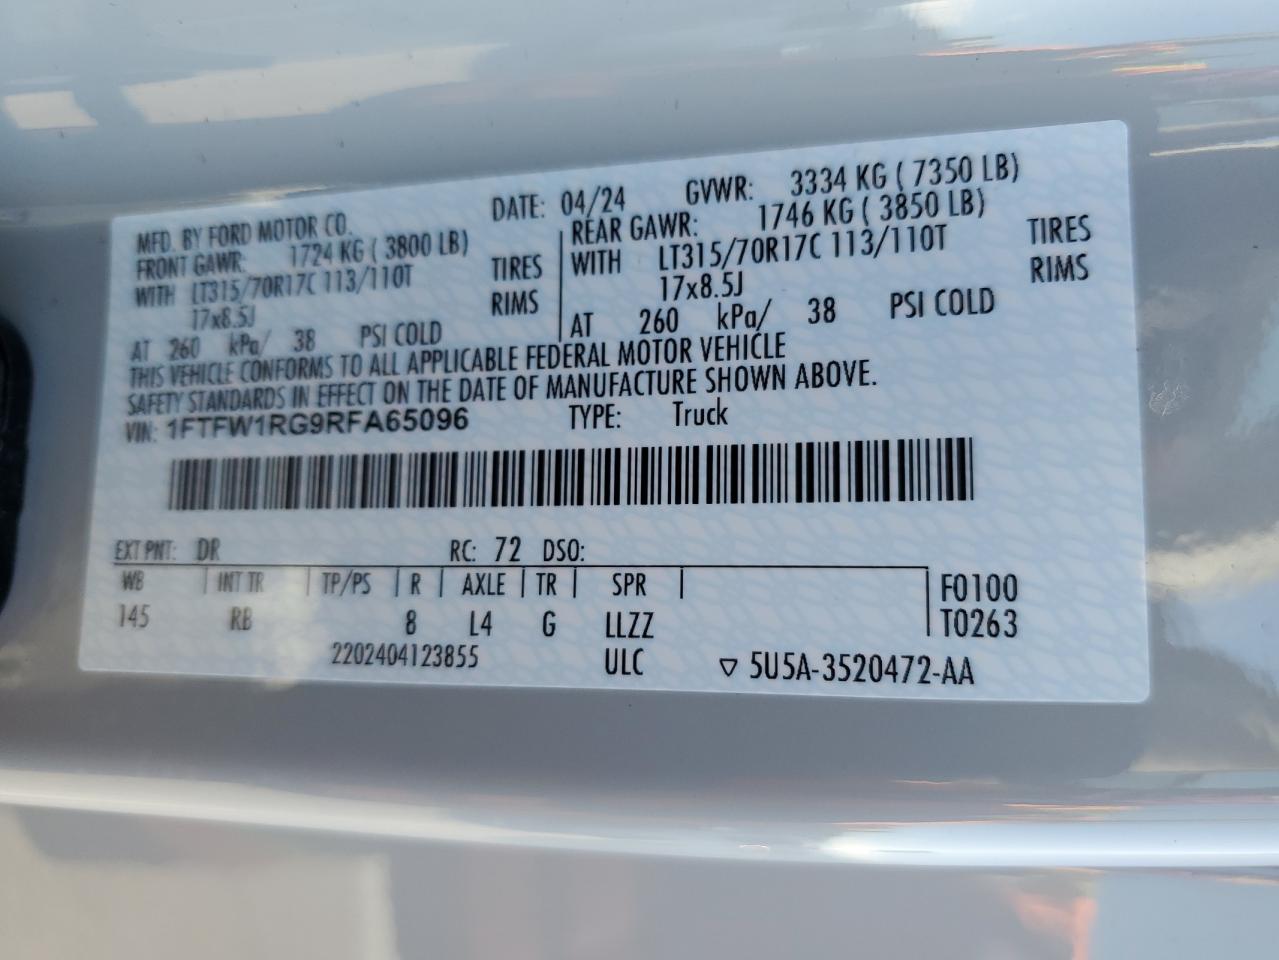 MFD. BY FORD MOTOR CO. DATE: 04/24 GVWR: 3334 KG ( 7350 LB)
FRONT GAWR: 1724 KG ( 3800 LB) REAR GAWR: 1746 KG ( 3850 LB)
WITH LT315/70R17C 113/110T TIRES WITH LT315/70R17C 113/110T TIRES
17x8.5J RIMS 17x8.5J RIMS
AT 260 kPa/ 38 PSI COLD AT 260 kPa/ 38 PSI COLD
THIS VEHICLE CONFORMS TO ALL APPLICABLE FEDERAL MOTOR VEHICLE
SAFETY STANDARDS IN EFFECT ON THE DATE OF MANUFACTURE SHOWN ABOVE.
VIN: 1FTFW1RG9RFA65096 TYPE: Truck
EXT PNT: DR RC: 72 DSO:
WB INT TR TP/PS R AXLE TR SPR F0100
145 RB 8 L4 G LLZZ T0263
2202404123855 ULC ▽ 5U5A-3520472-AA